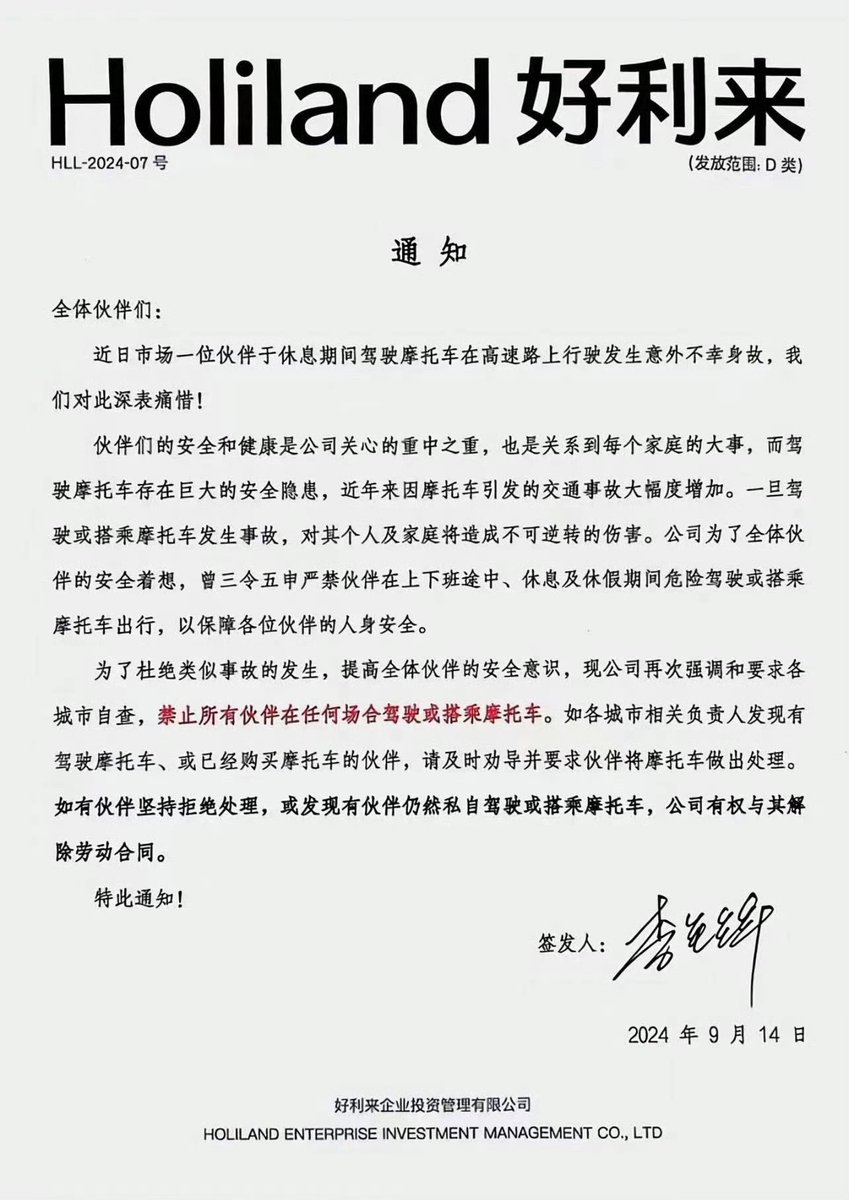 Holiland 好利来
HLL-2024-07 号
(发放范围: D 类)
通 知
全体伙伴们：
近日市场一位伙伴于休息期间驾驶摩托车在高速路上行驶发生意外不幸身故，我
们对此深表痛惜！
伙伴们的安全和健康是公司关心的重中之重，也是关系到每个家庭的大事，而驾
驶摩托车存在巨大的安全隐患，近年来因摩托车引发的交通事故大幅度增加。一旦驾
驶或搭乘摩托车发生事故，对其个人及家庭将造成不可逆转的伤害。公司为了全体伙
伴的安全着想，曾三令五申严禁伙伴在上下班途中、休息及休假期间危险驾驶或搭乘
摩托车出行，以保障各位伙伴的人身安全。
为了杜绝类似事故的发生，提高全体伙伴的安全意识，现公司再次强调和要求各
城市自查，禁止所有伙伴在任何场合驾驶或搭乘摩托车。如各城市相关负责人发现有
驾驶摩托车、或已经购买摩托车的伙伴，请及时劝导并要求伙伴将摩托车做出处理。
如有伙伴坚持拒绝处理，或发现有伙伴仍然私自驾驶或搭乘摩托车，公司有权与其解
除劳动合同。
特此通知！
签发人：
2024 年 9 月 14 日
好利来企业投资管理有限公司
HOLILAND ENTERPRISE INVESTMENT MANAGEMENT CO., LTD